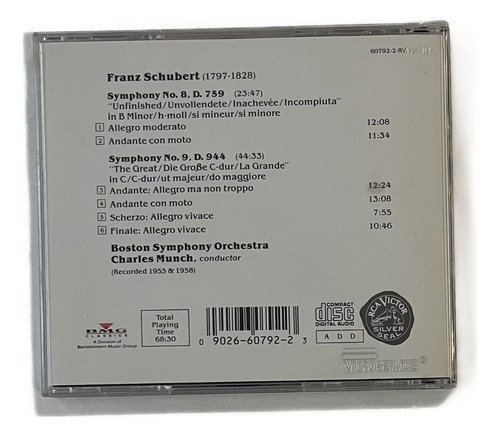 60792-2-RV
Franz Schubert (1797-1828)
Symphony No. 8, D. 759 (23:47)
"Unfinished/Unvollendete/Inachevée/Incompiuta"
in B Minor/h-moll/si mineur/si minore
1 Allegro moderato 12:08
2 Andante con moto 11:34
Symphony No. 9, D. 944 (44:33)
"The Great/Die Große C-dur/La Grande"
in C/C-dur/ut majeur/do maggiore
3 Andante; Allegro ma non troppo 12:24
4 Andante con moto 13:08
5 Scherzo: Allegro vivace 7:55
6 Finale: Allegro vivace 10:46
Boston Symphony Orchestra
Charles Munch, conductor
(Recorded 1955 & 1958)
BMG
CLASSICS
A Division of
Bertelsmann Music Group
Total
Playing
Time
68:30
0 9026-60792-2 3
COMPACT
disc
DIGITAL AUDIO
A D D
RCA VICTOR
SILVER
SEAL